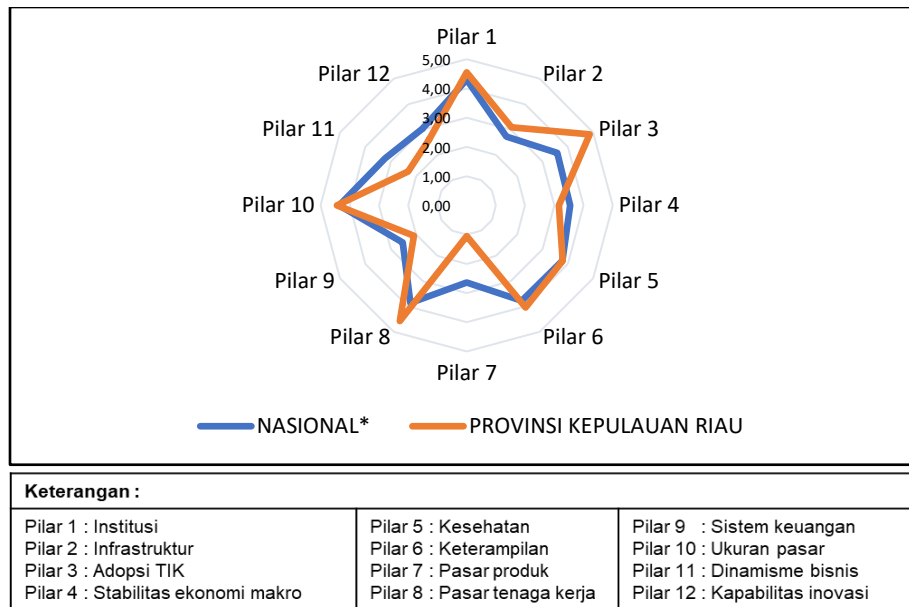 Pilar 1
5,00
Pilar 12
Pilar 2
4,00
3,00
Pilar 11
Pilar 3
2,00
1,00
Pilar 10
0,00
Pilar 4
Pilar 9
Pilar 5
Pilar 8
Pilar 6
Pilar 7
NASIONAL*
PROVINSI KEPULAUAN RIAU
Keterangan :
Pilar 1 : Institusi
Pilar 2 : Infrastruktur
Pilar 3 : Adopsi TIK
Pilar 4 : Stabilitas ekonomi makro
Pilar 5 : Kesehatan
Pilar 6 : Keterampilan
Pilar 7 : Pasar produk
Pilar 8 : Pasar tenaga kerja
Pilar 9 : Sistem keuangan
Pilar 10 : Ukuran pasar
Pilar 11 : Dinamisme bisnis
Pilar 12 : Kapabilitas inovasi